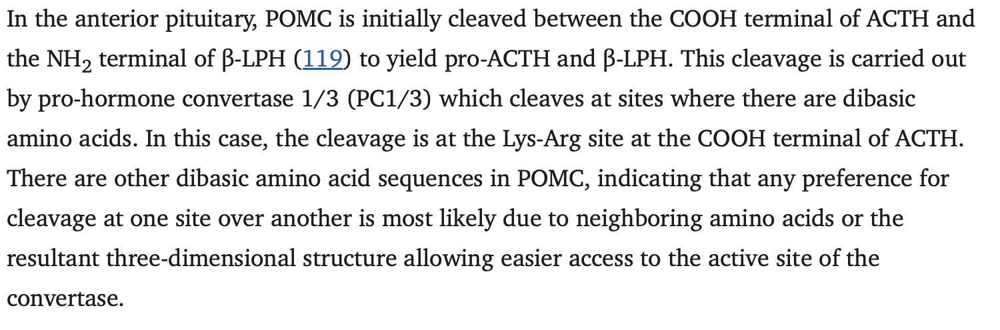 In the anterior pituitary, POMC is initially cleaved between the COOH terminal of ACTH and
the NH₂ terminal of β-LPH (119) to yield pro-ACTH and β-LPH. This cleavage is carried out
by pro-hormone convertase 1/3 (PC1/3) which cleaves at sites where there are dibasic
amino acids. In this case, the cleavage is at the Lys-Arg site at the COOH terminal of ACTH.
There are other dibasic amino acid sequences in POMC, indicating that any preference for
cleavage at one site over another is most likely due to neighboring amino acids or the
resultant three-dimensional structure allowing easier access to the active site of the
convertase.